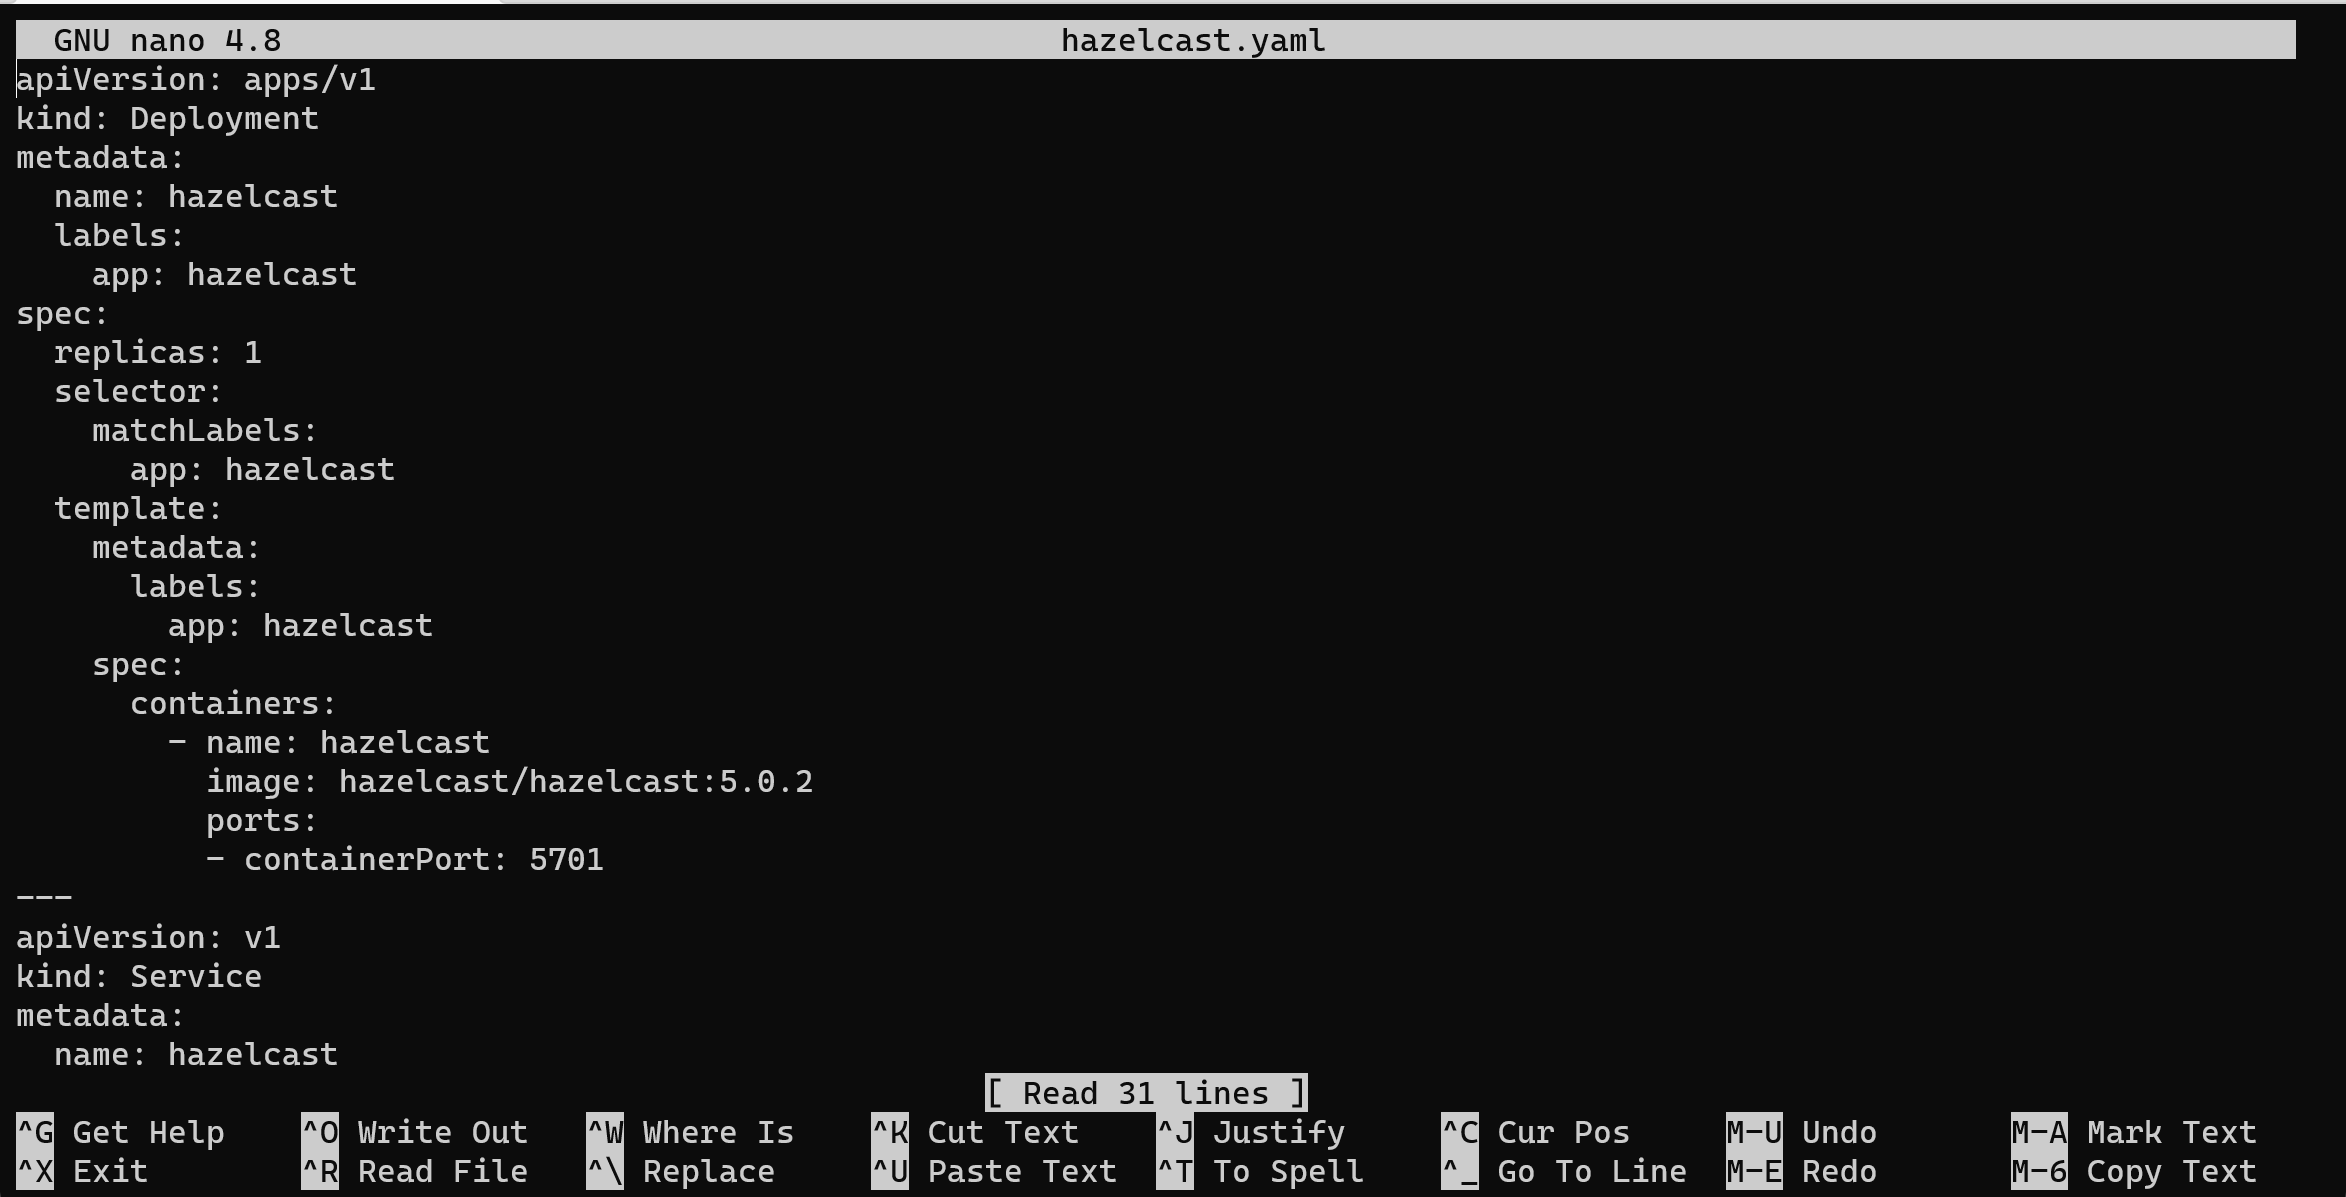 GNU nano 4.8 hazelcast.yaml
apiVersion: apps/v1
kind: Deployment
metadata:
  name: hazelcast
  labels:
    app: hazelcast
spec:
  replicas: 1
  selector:
    matchLabels:
      app: hazelcast
  template:
    metadata:
      labels:
        app: hazelcast
    spec:
      containers:
        - name: hazelcast
          image: hazelcast/hazelcast:5.0.2
          ports:
          - containerPort: 5701
---
apiVersion: v1
kind: Service
metadata:
  name: hazelcast
[ Read 31 lines ]
^G Get Help ^O Write Out ^W Where Is ^K Cut Text ^J Justify ^C Cur Pos M-U Undo M-A Mark Text
^X Exit ^R Read File ^\ Replace ^U Paste Text ^T To Spell ^_ Go To Line M-E Redo M-6 Copy Text